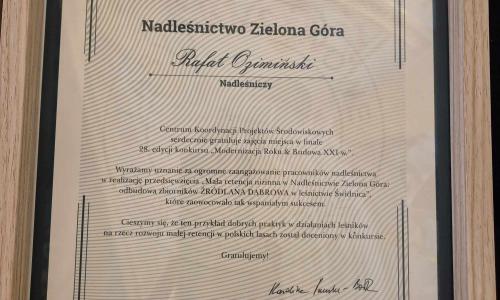 Nadleśnictwo Zielona Góra
Rafał Ozimiński
Nadleśniczy
Centrum Koordynacji Projektów Środowiskowych
serdecznie gratuluje zajęcia miejsca w finale
28. edycji konkursu „Modernizacja Roku & Budowa XXI w.”
Wyrażamy uznanie za ogromne zaangażowanie pracowników nadleśnictwa
w realizację przedsięwzięcia „Mała retencja nizinna w Nadleśnictwie Zielona Góra:
odbudowa zbiorników ŹRÓDLANA DĄBROWA w leśnictwie Świdnica”,
które zaowocowało tak wspaniałym sukcesem.
Cieszymy się, że ten przykład dobrych praktyk w działaniach leśników
na rzecz rozwoju małej retencji w polskich lasach został doceniony w konkursie.
Gratulujemy!
Karolina